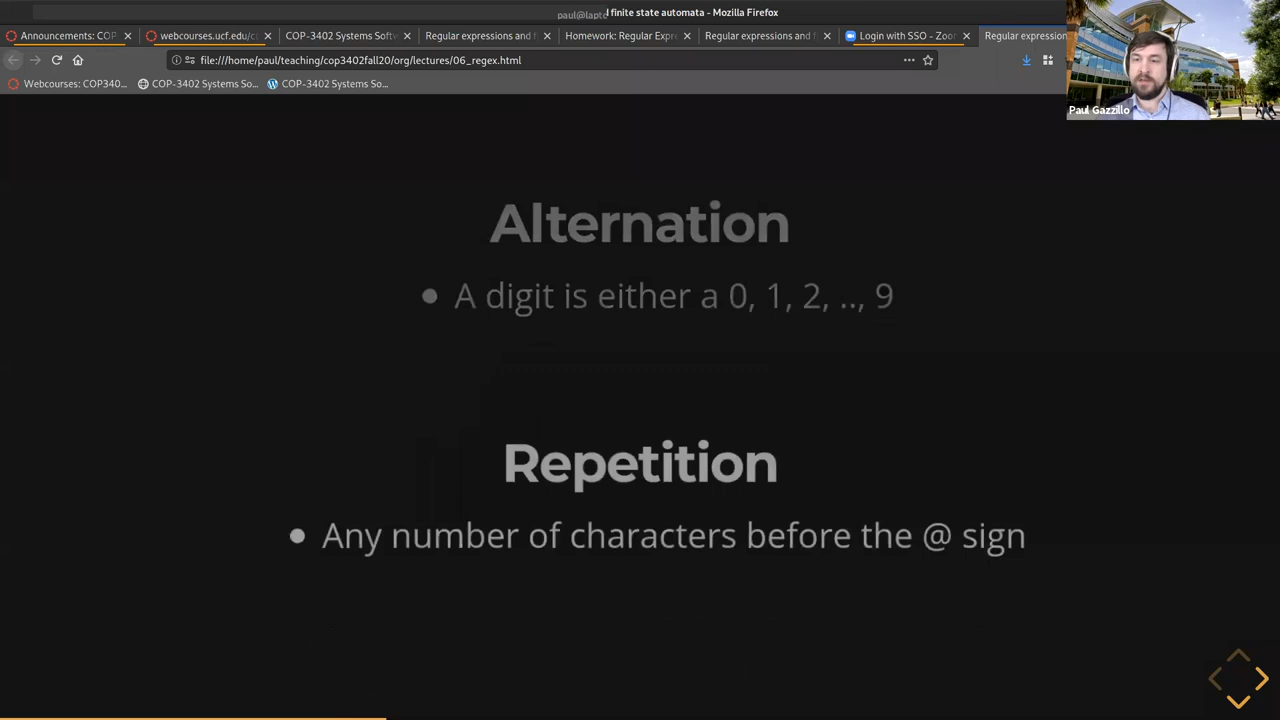 paul@lapto
l finite state automata - Mozilla Firefox
Announcements: COP
webcourses.ucf.edu/c
COP-3402 Systems Softw
Regular expressions and f
Homework: Regular Expre
Regular expressions and f
Login with SSO - Zoo
Regular expression
file:///home/paul/teaching/cop3402fall20/org/lectures/06_regex.html
Webcourses: COP340...
COP-3402 Systems So...
COP-3402 Systems So...
Paul Gazzillo
Alternation
• A digit is either a 0, 1, 2, .., 9
Repetition
• Any number of characters before the @ sign